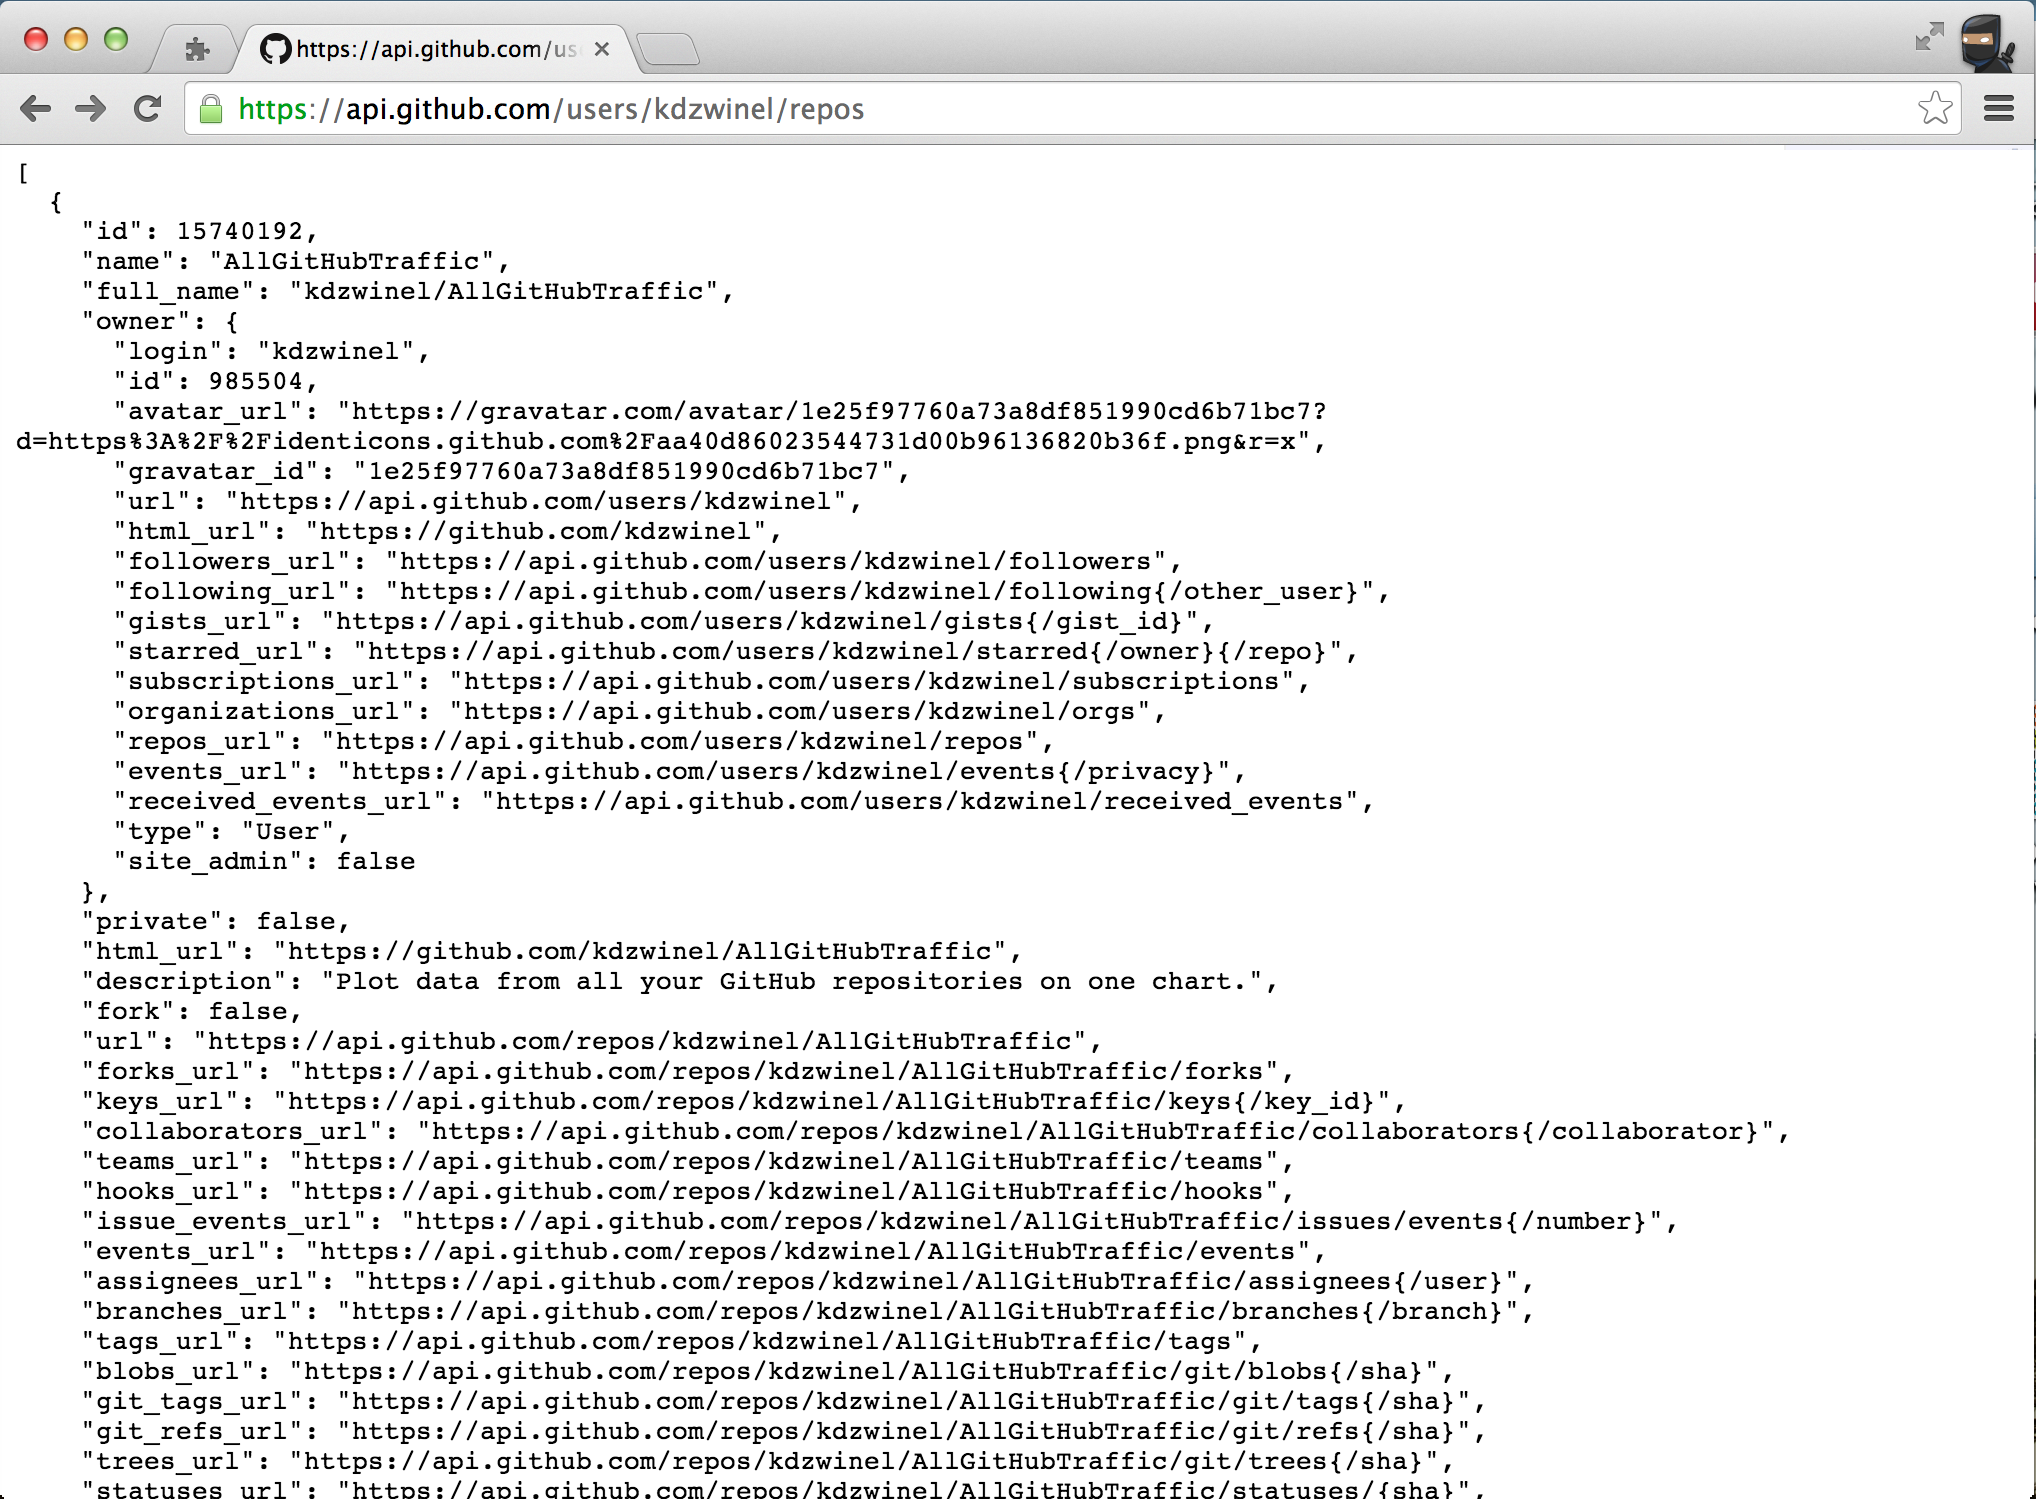 https://api.github.com/us
https://api.github.com/users/kdzwinel/repos
[
  {
    "id": 15740192,
    "name": "AllGitHubTraffic",
    "full_name": "kdzwinel/AllGitHubTraffic",
    "owner": {
      "login": "kdzwinel",
      "id": 985504,
      "avatar_url": "https://gravatar.com/avatar/1e25f97760a73a8df851990cd6b71bc7?
d=https%3A%2F%2Fidenticons.github.com%2Faa40d86023544731d00b96136820b36f.png&r=x",
      "gravatar_id": "1e25f97760a73a8df851990cd6b71bc7",
      "url": "https://api.github.com/users/kdzwinel",
      "html_url": "https://github.com/kdzwinel",
      "followers_url": "https://api.github.com/users/kdzwinel/followers",
      "following_url": "https://api.github.com/users/kdzwinel/following{/other_user}",
      "gists_url": "https://api.github.com/users/kdzwinel/gists{/gist_id}",
      "starred_url": "https://api.github.com/users/kdzwinel/starred{/owner}{/repo}",
      "subscriptions_url": "https://api.github.com/users/kdzwinel/subscriptions",
      "organizations_url": "https://api.github.com/users/kdzwinel/orgs",
      "repos_url": "https://api.github.com/users/kdzwinel/repos",
      "events_url": "https://api.github.com/users/kdzwinel/events{/privacy}",
      "received_events_url": "https://api.github.com/users/kdzwinel/received_events",
      "type": "User",
      "site_admin": false
    },
    "private": false,
    "html_url": "https://github.com/kdzwinel/AllGitHubTraffic",
    "description": "Plot data from all your GitHub repositories on one chart.",
    "fork": false,
    "url": "https://api.github.com/repos/kdzwinel/AllGitHubTraffic",
    "forks_url": "https://api.github.com/repos/kdzwinel/AllGitHubTraffic/forks",
    "keys_url": "https://api.github.com/repos/kdzwinel/AllGitHubTraffic/keys{/key_id}",
    "collaborators_url": "https://api.github.com/repos/kdzwinel/AllGitHubTraffic/collaborators{/collaborator}",
    "teams_url": "https://api.github.com/repos/kdzwinel/AllGitHubTraffic/teams",
    "hooks_url": "https://api.github.com/repos/kdzwinel/AllGitHubTraffic/hooks",
    "issue_events_url": "https://api.github.com/repos/kdzwinel/AllGitHubTraffic/issues/events{/number}",
    "events_url": "https://api.github.com/repos/kdzwinel/AllGitHubTraffic/events",
    "assignees_url": "https://api.github.com/repos/kdzwinel/AllGitHubTraffic/assignees{/user}",
    "branches_url": "https://api.github.com/repos/kdzwinel/AllGitHubTraffic/branches{/branch}",
    "tags_url": "https://api.github.com/repos/kdzwinel/AllGitHubTraffic/tags",
    "blobs_url": "https://api.github.com/repos/kdzwinel/AllGitHubTraffic/git/blobs{/sha}",
    "git_tags_url": "https://api.github.com/repos/kdzwinel/AllGitHubTraffic/git/tags{/sha}",
    "git_refs_url": "https://api.github.com/repos/kdzwinel/AllGitHubTraffic/git/refs{/sha}",
    "trees_url": "https://api.github.com/repos/kdzwinel/AllGitHubTraffic/git/trees{/sha}",
    "statuses_url": "https://api.github.com/repos/kdzwinel/AllGitHubTraffic/statuses/{sha}",